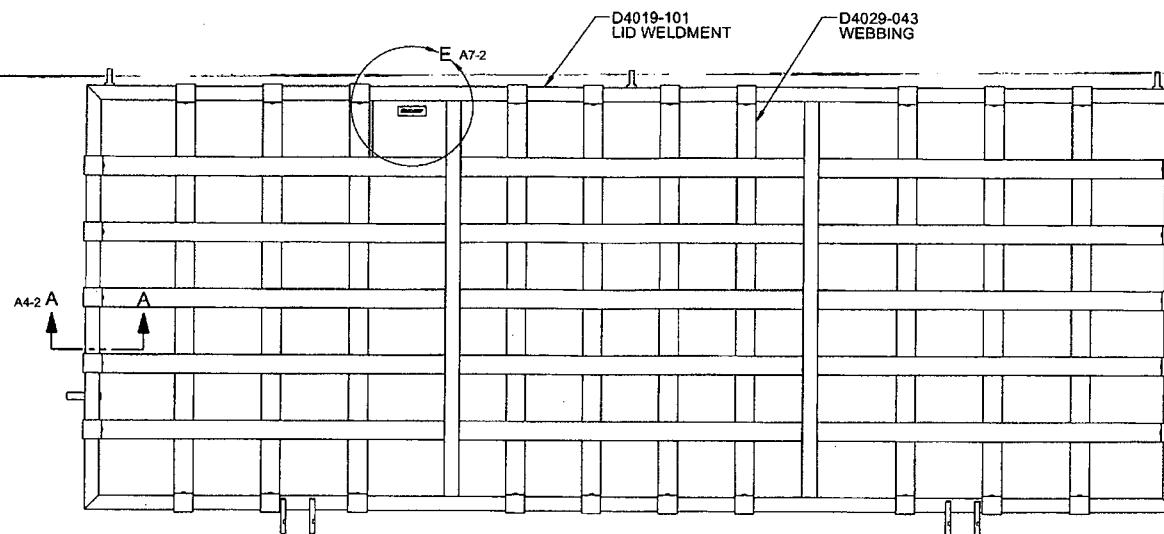 D4019-101
LID WELDMENT
D4029-043
WEBBING
E A7-2
A4-2 A
A